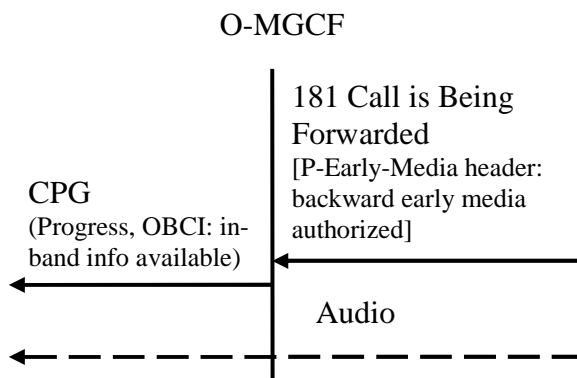 O-MGCF
181 Call is Being
Forwarded
[P-Early-Media header:
backward early media
authorized]
CPG
(Progress, OBCI: in-
band info available)
Audio